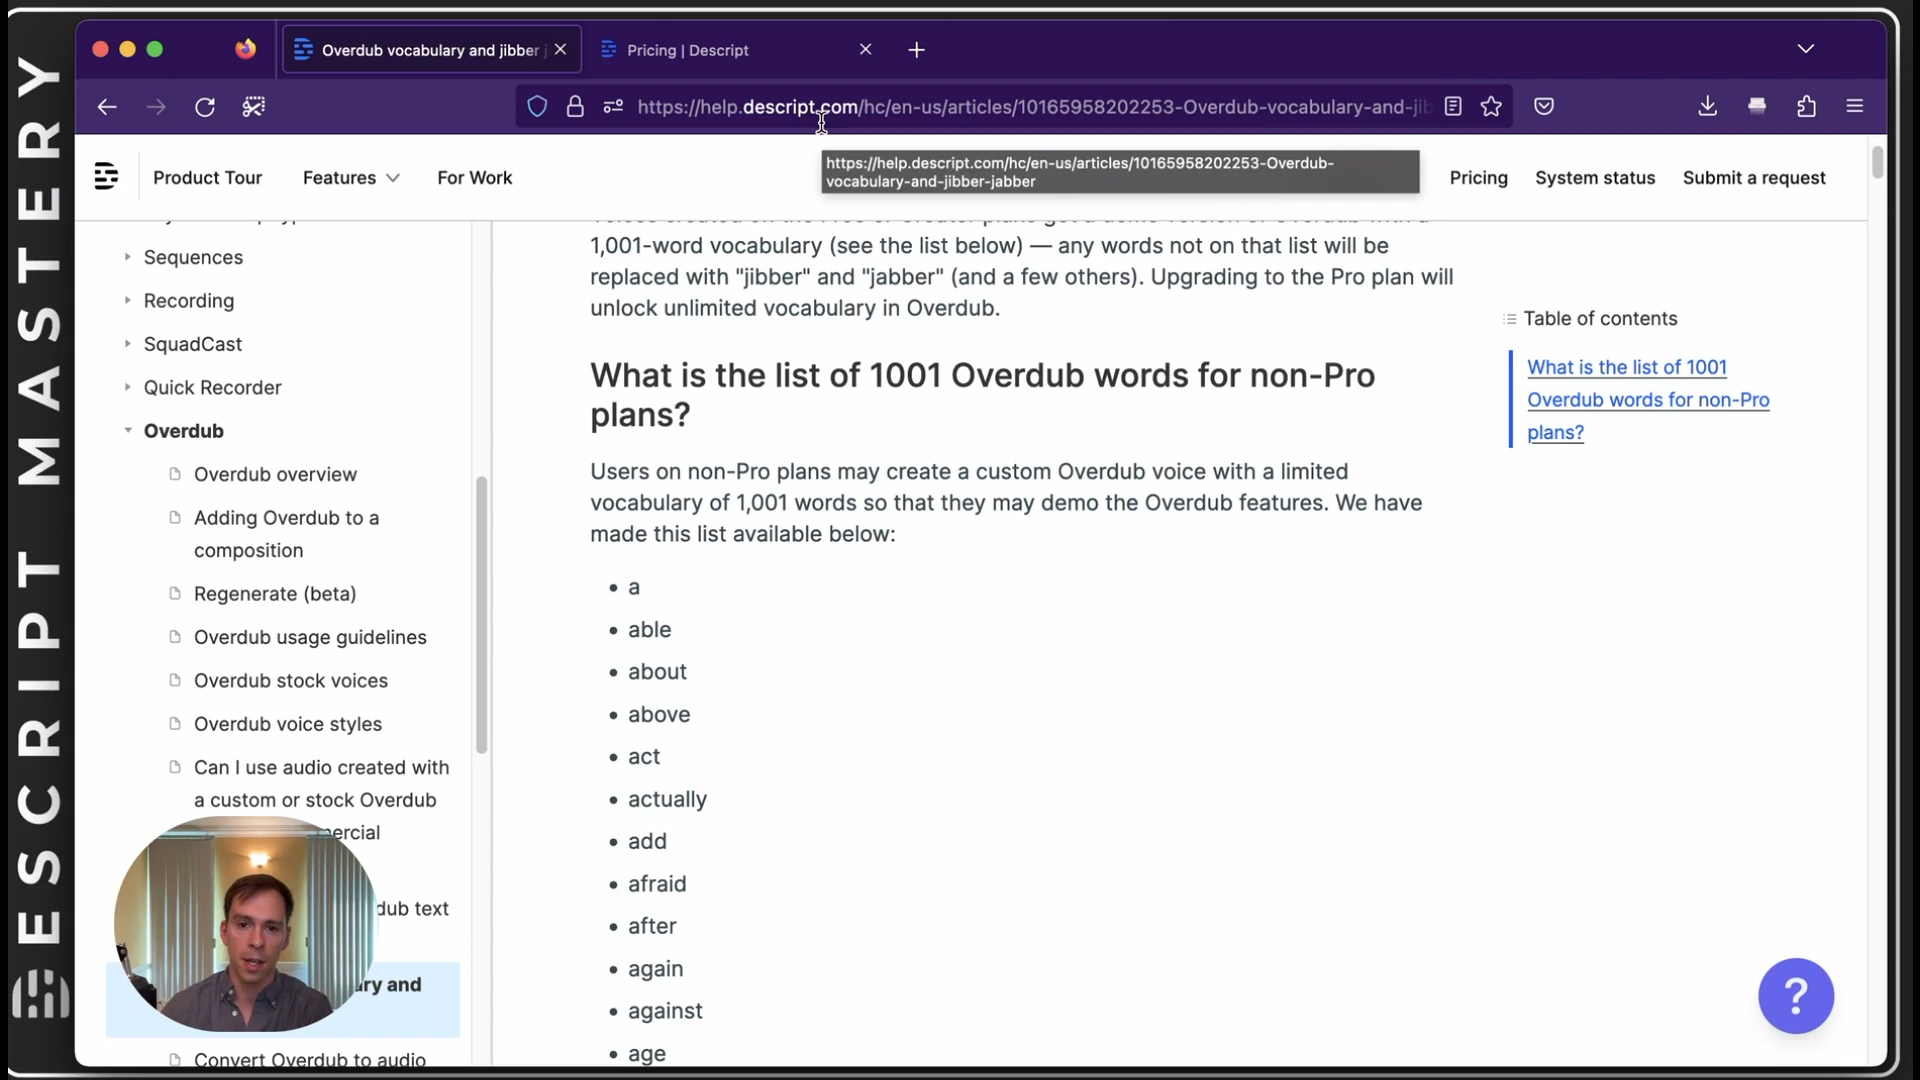 DESCRIPT MASTERY
Overdub vocabulary and jibber j
Pricing | Descript
https://help.descript.com/hc/en-us/articles/10165958202253-Overdub-vocabulary-and-jib
https://help.descript.com/hc/en-us/articles/10165958202253-Overdub-
vocabulary-and-jibber-jabber
Product Tour
Features
For Work
Pricing
System status
Submit a request
Sequences
Recording
SquadCast
Quick Recorder
Overdub
Overdub overview
Adding Overdub to a
composition
Regenerate (beta)
Overdub usage guidelines
Overdub stock voices
Overdub voice styles
Can I use audio created with
a custom or stock Overdub
ercial
dub text
ary and
Convert Overdub to audio
1,001-word vocabulary (see the list below) — any words not on that list will be
replaced with "jibber" and "jabber" (and a few others). Upgrading to the Pro plan will
unlock unlimited vocabulary in Overdub.
What is the list of 1001 Overdub words for non-Pro
plans?
Users on non-Pro plans may create a custom Overdub voice with a limited
vocabulary of 1,001 words so that they may demo the Overdub features. We have
made this list available below:
• a
• able
• about
• above
• act
• actually
• add
• afraid
• after
• again
• against
• age
Table of contents
What is the list of 1001
Overdub words for non-Pro
plans?
?